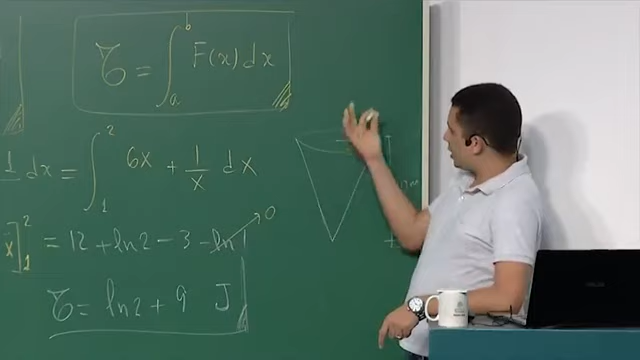 𝒯 = ∫_a^b F(x) dx
1 dx = ∫_1^2 6x + 1/x dx
x]_1^2 = 12 + ln2 - 3 - ln1 → 0
𝒯 = ln2 + 9 J